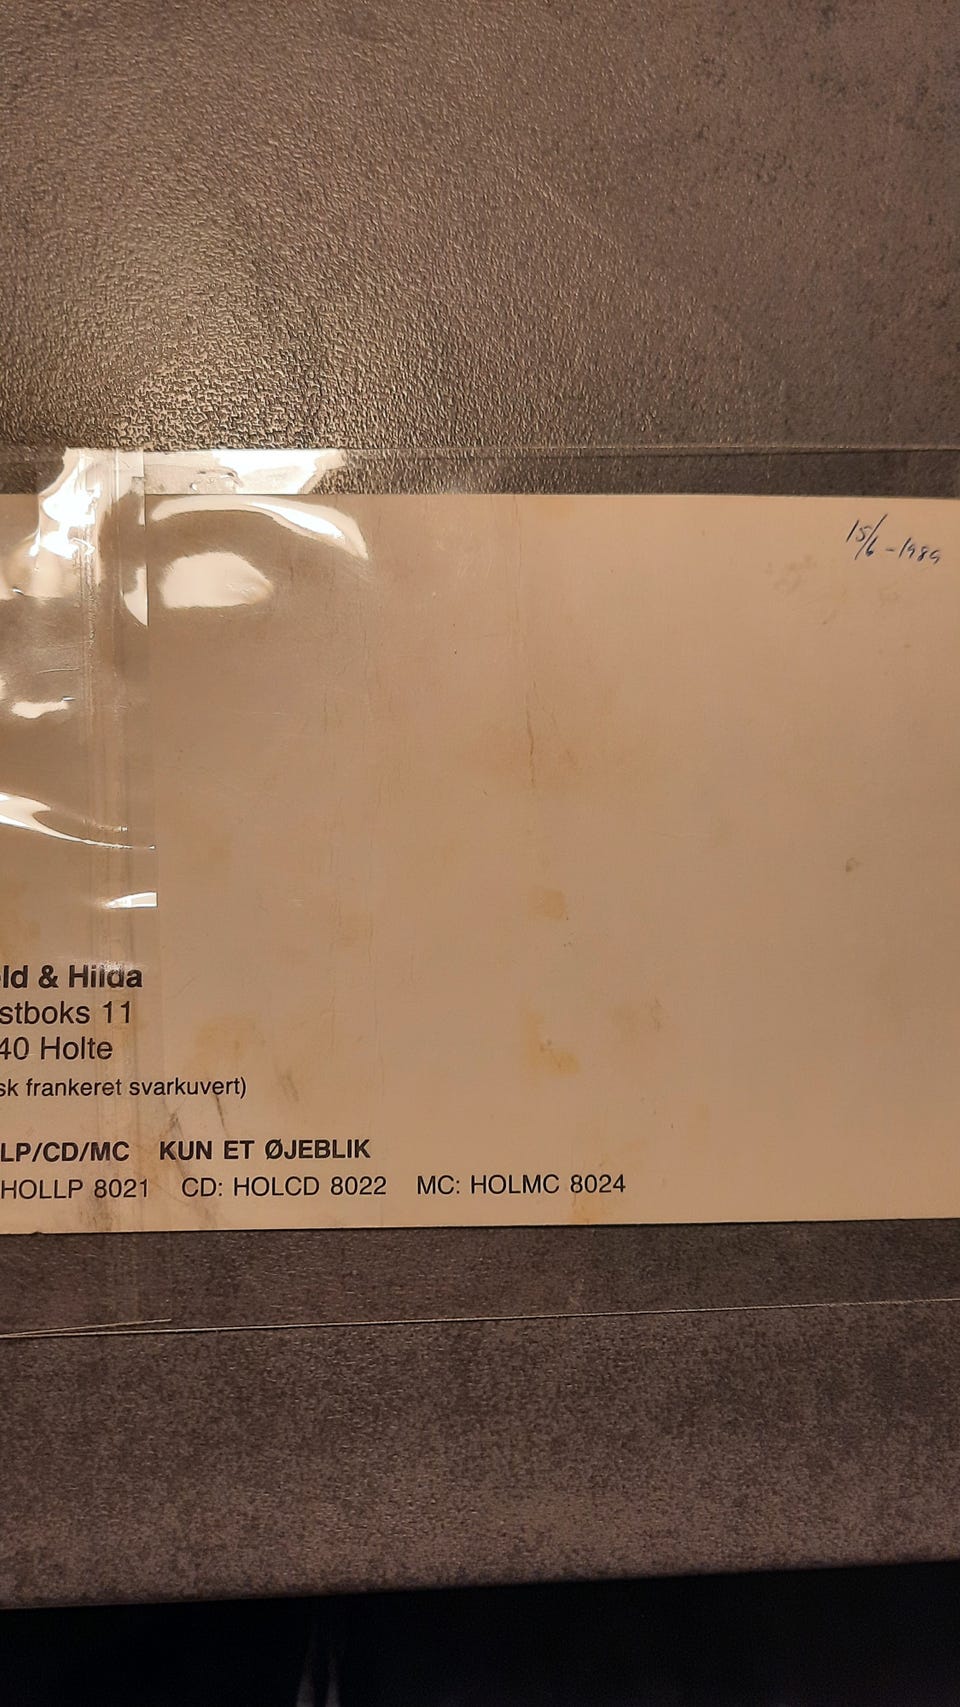 15/6 - 1989
ld & Hilda
stboks 11
40 Holte
sk frankeret svarkuvert)
LP/CD/MC KUN ET ØJEBLIK
HOLLP 8021 CD: HOLCD 8022 MC: HOLMC 8024